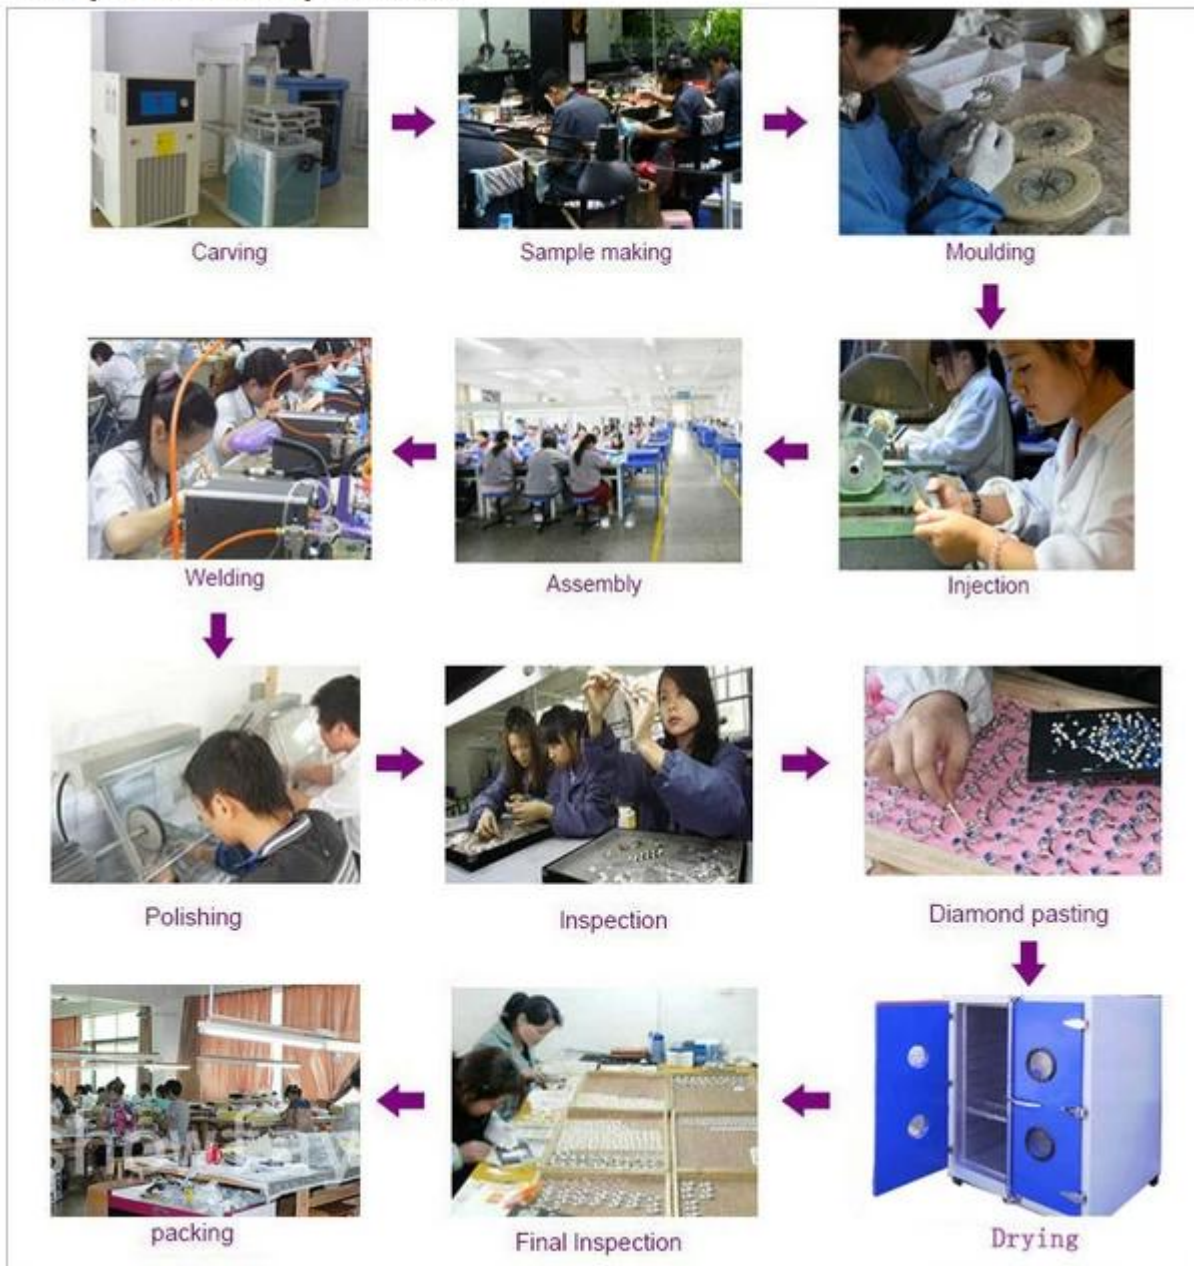 Carving
Sample making
Moulding
Injection
Assembly
Welding
Polishing
Inspection
Diamond pasting
Drying
Final Inspection
packing